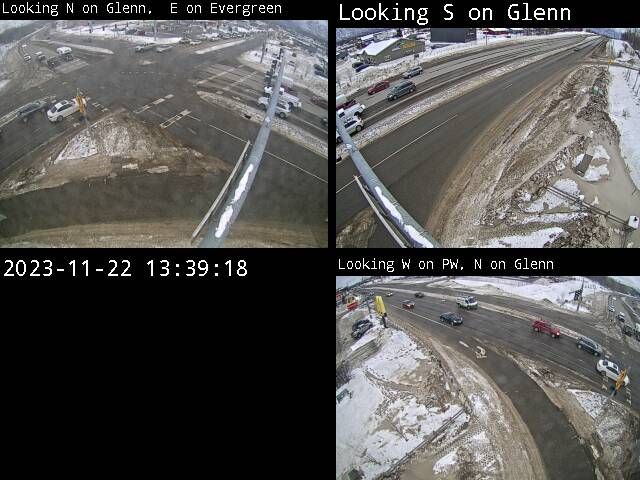 Looking N on Glenn,  E on Evergreen
Looking S on Glenn
2023-11-22 13:39:18
Looking W on PW, N on Glenn